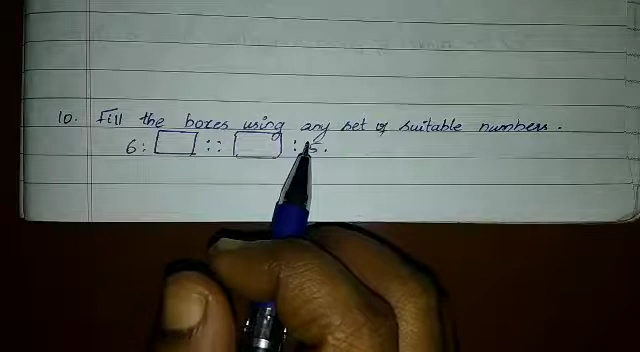 10. Fill the boxes using any set of suitable numbers.
6: :: : 5.